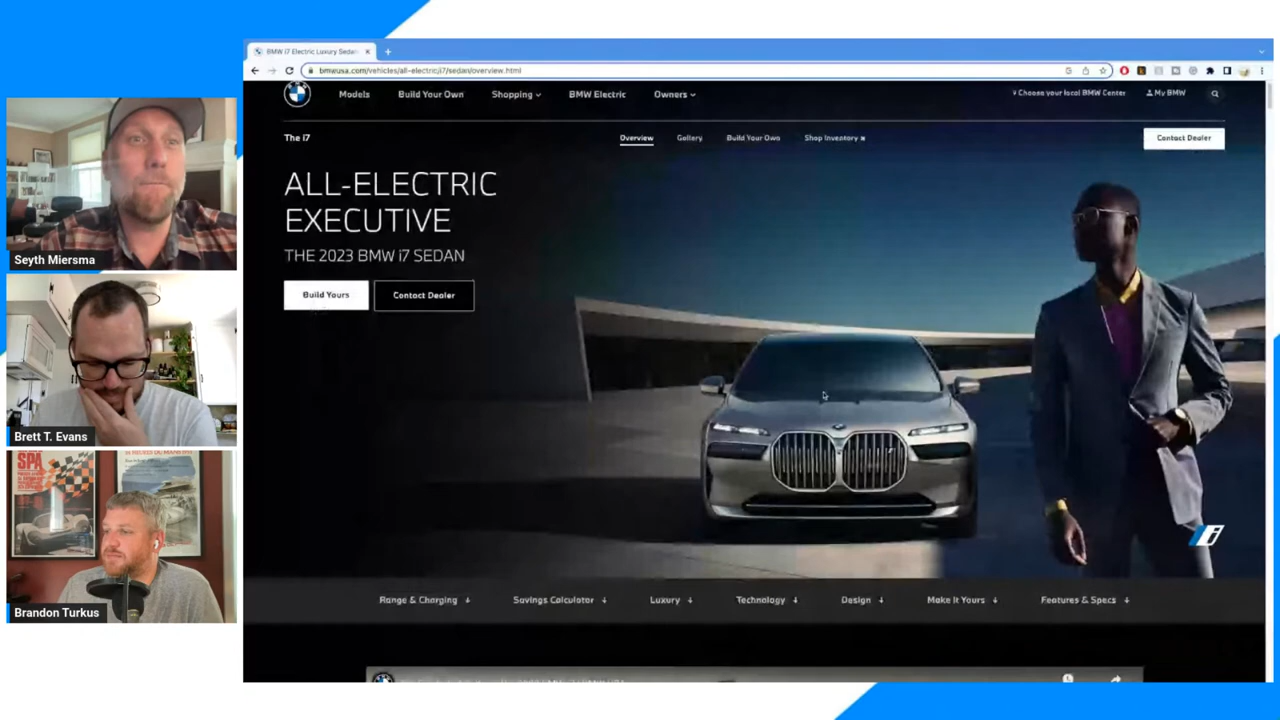 BMW i7 Electric Luxury Sedan
bmwusa.com/vehicles/all-electric/i7/sedan/overview.html
Models
Build Your Own
Shopping
BMW Electric
Owners
Choose your local BMW Center
My BMW
The i7
Overview
Gallery
Build Your Own
Shop Inventory
Contact Dealer
ALL-ELECTRIC
EXECUTIVE
THE 2023 BMW i7 SEDAN
Build Yours
Contact Dealer
i
Range & Charging
Savings Calculator
Luxury
Technology
Design
Make It Yours
Features & Specs
Seyth Miersma
Brett T. Evans
SPA
Brandon Turkus